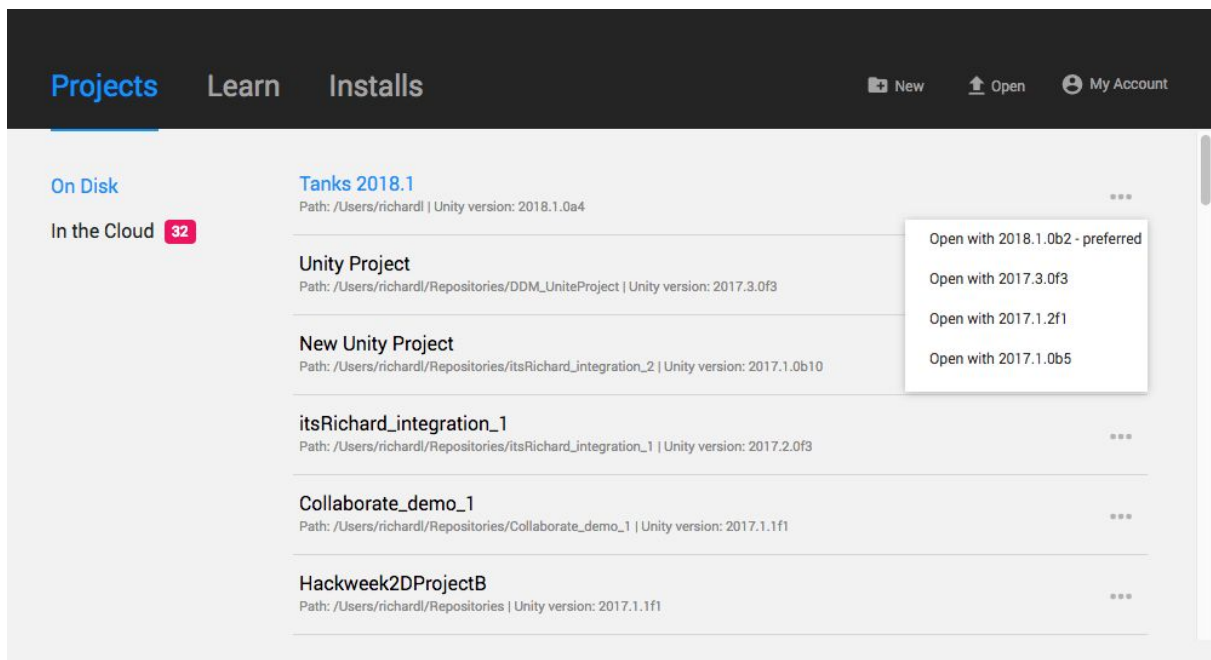 Projects Learn Installs New Open My Account
On Disk
In the Cloud 32
Tanks 2018.1
Path: /Users/richardl | Unity version: 2018.1.0a4
Unity Project
Path: /Users/richardl/Repositories/DDM_UniteProject | Unity version: 2017.3.0f3
New Unity Project
Path: /Users/richardl/Repositories/itsRichard_integration_2 | Unity version: 2017.1.0b10
itsRichard_integration_1
Path: /Users/richardl/Repositories/itsRichard_integration_1 | Unity version: 2017.2.0f3
Collaborate_demo_1
Path: /Users/richardl/Repositories/Collaborate_demo_1 | Unity version: 2017.1.1f1
Hackweek2DProjectB
Path: /Users/richardl/Repositories | Unity version: 2017.1.1f1
Open with 2018.1.0b2 - preferred
Open with 2017.3.0f3
Open with 2017.1.2f1
Open with 2017.1.0b5